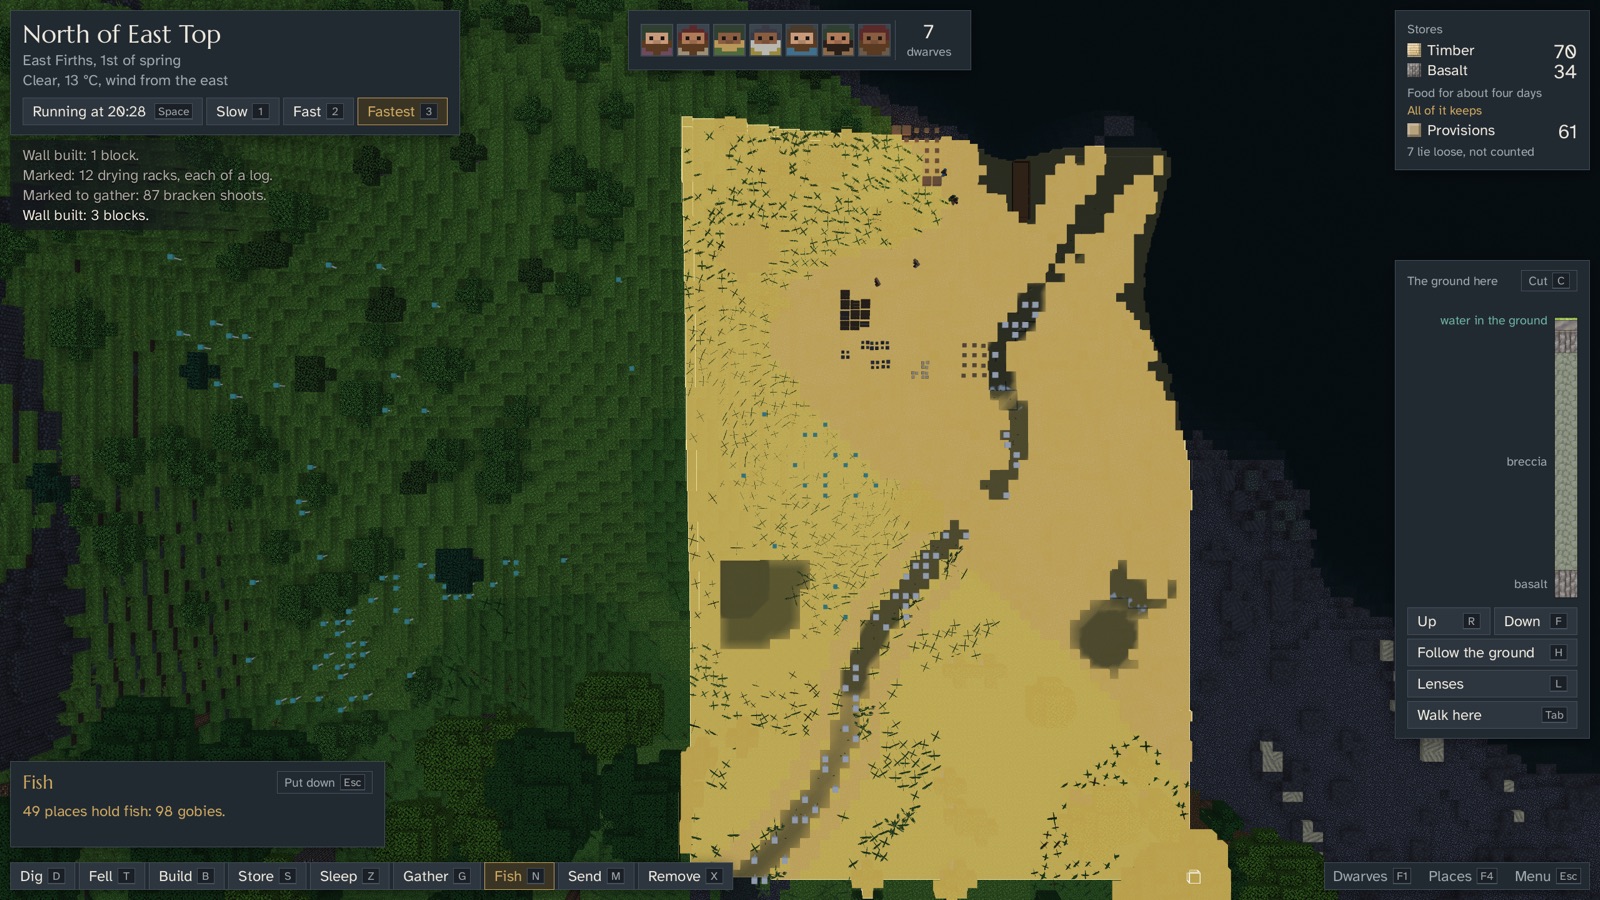 North of East Top
East Firths, 1st of spring
Clear, 13 °C, wind from the east
Running at 20:28 Space
Slow 1
Fast 2
Fastest 3
Wall built: 1 block.
Marked: 12 drying racks, each of a log.
Marked to gather: 87 bracken shoots.
Wall built: 3 blocks.
7
dwarves
Stores
Timber 70
Basalt 34
Food for about four days
All of it keeps
Provisions 61
7 lie loose, not counted
The ground here
Cut C
water in the ground
breccia
basalt
Up R
Down F
Follow the ground H
Lenses L
Walk here Tab
Fish
Put down Esc
49 places hold fish: 98 gobies.
Dig D
Fell T
Build B
Store S
Sleep Z
Gather G
Fish N
Send M
Remove X
Dwarves F1
Places F4
Menu Esc